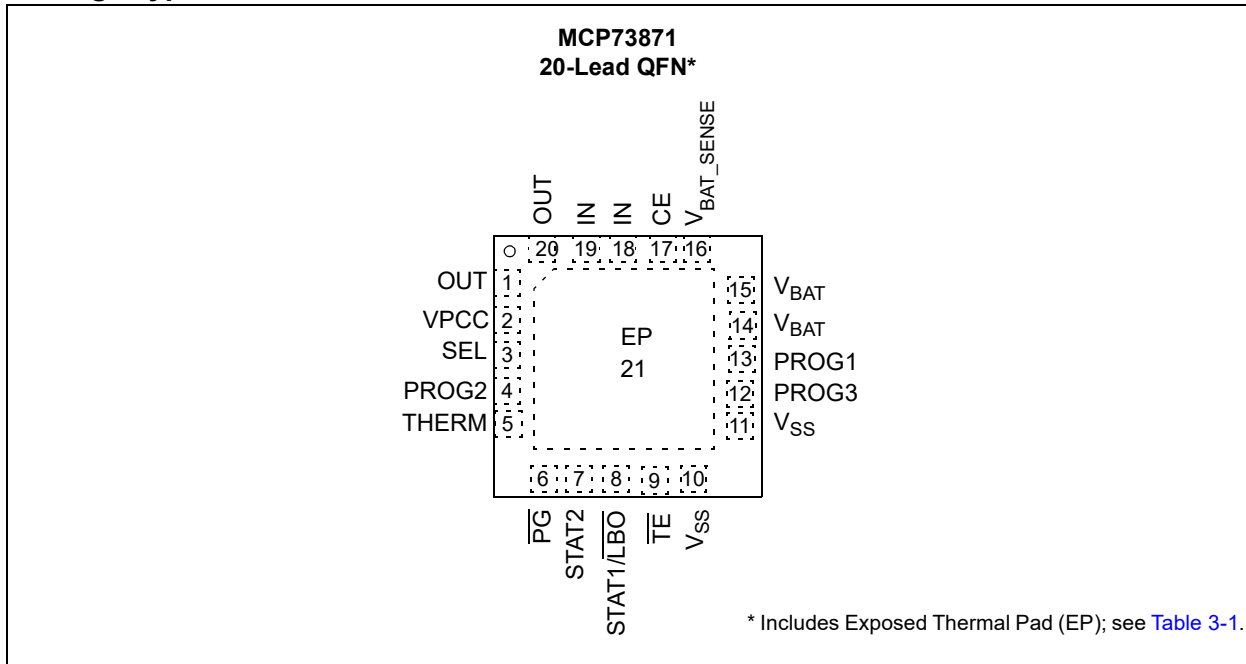 MCP73871
20-Lead QFN*
OUT
IN
IN
CE
VBAT_SENSE
20 19 18 17 16
OUT 1
VPCC 2
SEL 3
PROG2 4
THERM 5
EP
21
15 VBAT
14 VBAT
13 PROG1
12 PROG3
11 VSS
6 7 8 9 10
PG
STAT2
STAT1/LBO
TE
VSS
* Includes Exposed Thermal Pad (EP); see Table 3-1.